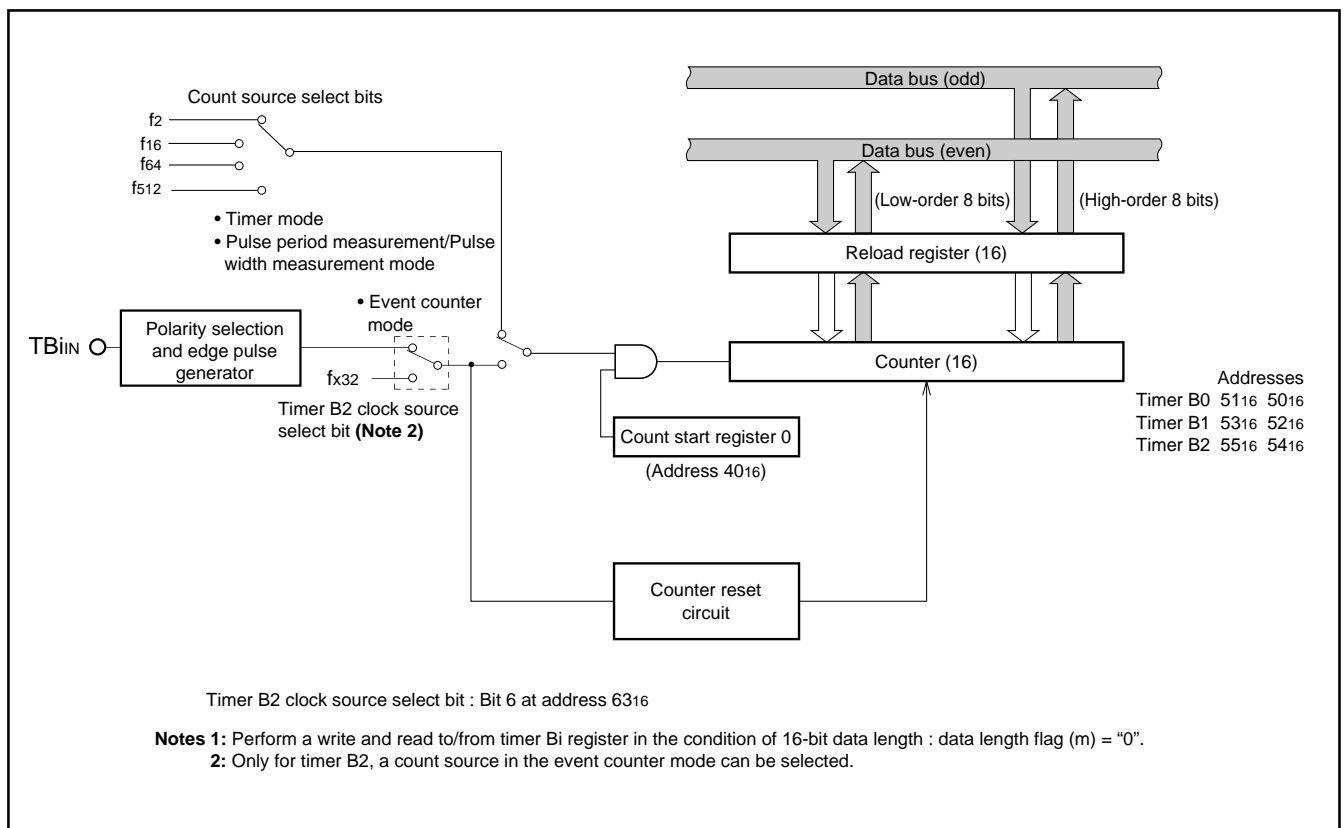 Data bus (odd)
Count source select bits
f2
f16
f64
f512
Data bus (even)
(Low-order 8 bits)
(High-order 8 bits)
• Timer mode
• Pulse period measurement/Pulse
width measurement mode
Reload register (16)
• Event counter
mode
TBiIN
Polarity selection
and edge pulse
generator
fx32
Timer B2 clock source
select bit (Note 2)
Counter (16)
Count start register 0
(Address 4016)
Addresses
Timer B0 5116 5016
Timer B1 5316 5216
Timer B2 5516 5416
Counter reset
circuit
Timer B2 clock source select bit : Bit 6 at address 6316
Notes 1: Perform a write and read to/from timer Bi register in the condition of 16-bit data length : data length flag (m) = “0”.
2: Only for timer B2, a count source in the event counter mode can be selected.